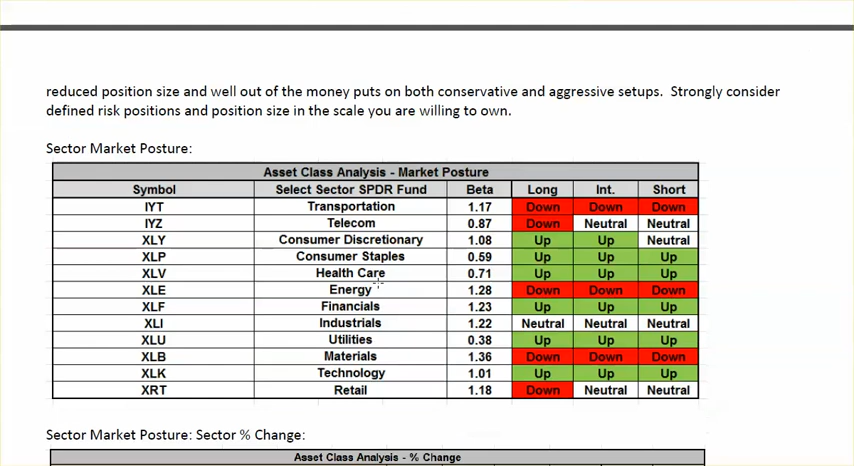 reduced position size and well out of the money puts on both conservative and aggressive setups.  Strongly consider
defined risk positions and position size in the scale you are willing to own.
Sector Market Posture:
Asset Class Analysis - Market Posture
Symbol Select Sector SPDR Fund Beta Long Int. Short
IYT Transportation 1.17 Down Down Down
IYZ Telecom 0.87 Down Neutral Neutral
XLY Consumer Discretionary 1.08 Up Up Neutral
XLP Consumer Staples 0.59 Up Up Up
XLV Health Care 0.71 Up Up Up
XLE Energy 1.28 Down Down Down
XLF Financials 1.23 Up Up Up
XLI Industrials 1.22 Neutral Neutral Neutral
XLU Utilities 0.38 Up Up Up
XLB Materials 1.36 Down Down Down
XLK Technology 1.01 Up Up Up
XRT Retail 1.18 Down Neutral Neutral
Sector Market Posture: Sector % Change:
Asset Class Analysis - % Change